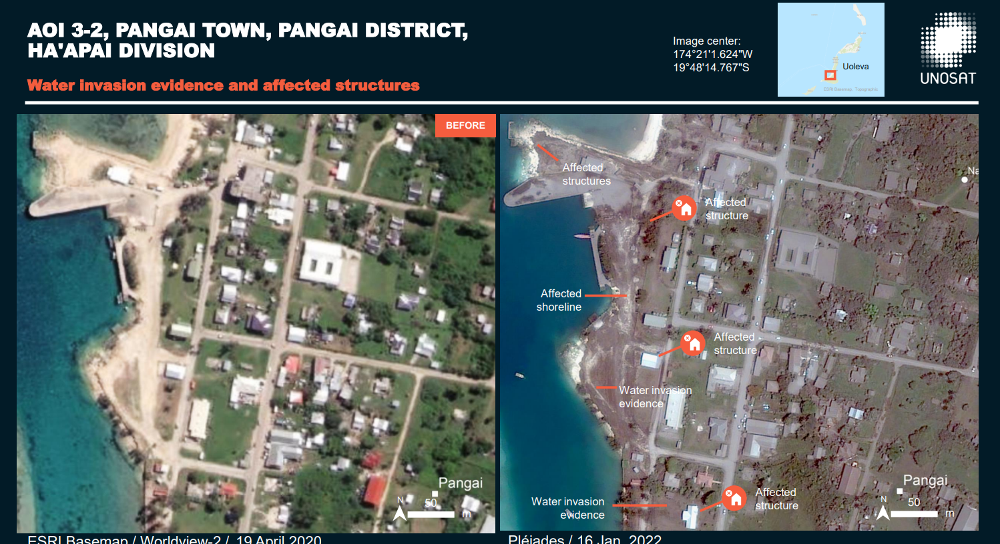 AOI 3-2, PANGAI TOWN, PANGAI DISTRICT,
HA'APAI DIVISION
Water invasion evidence and affected structures
Image center:
174°21'1.624"W
19°48'14.767"S
Uoleva
ESRI Basemap, Topographic
UNOSAT
BEFORE
Pangai
N
50
m
ESRI Basemap / Worldview-2 / 19 April 2020
Affected
structures
Na
Affected
structure
Affected
shoreline
Affected
structure
Water invasion
evidence
Water invasion
evidence
Affected
structure
Pangai
N
50
m
Pléiades / 16 Jan. 2022